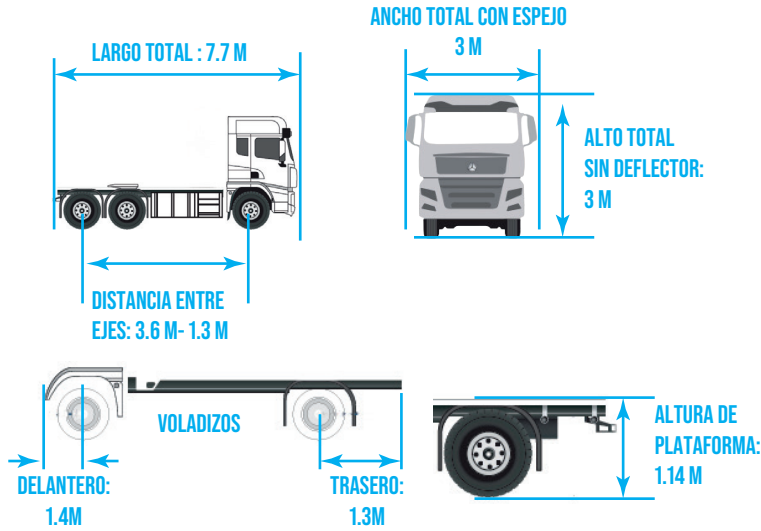 LARGO TOTAL : 7.7 M
ANCHO TOTAL CON ESPEJO
3 M
ALTO TOTAL
SIN DEFLECTOR:
3 M
DISTANCIA ENTRE
EJES: 3.6 M- 1.3 M
VOLADIZOS
DELANTERO:
1.4M
TRASERO:
1.3M
ALTURA DE
PLATAFORMA:
1.14 M